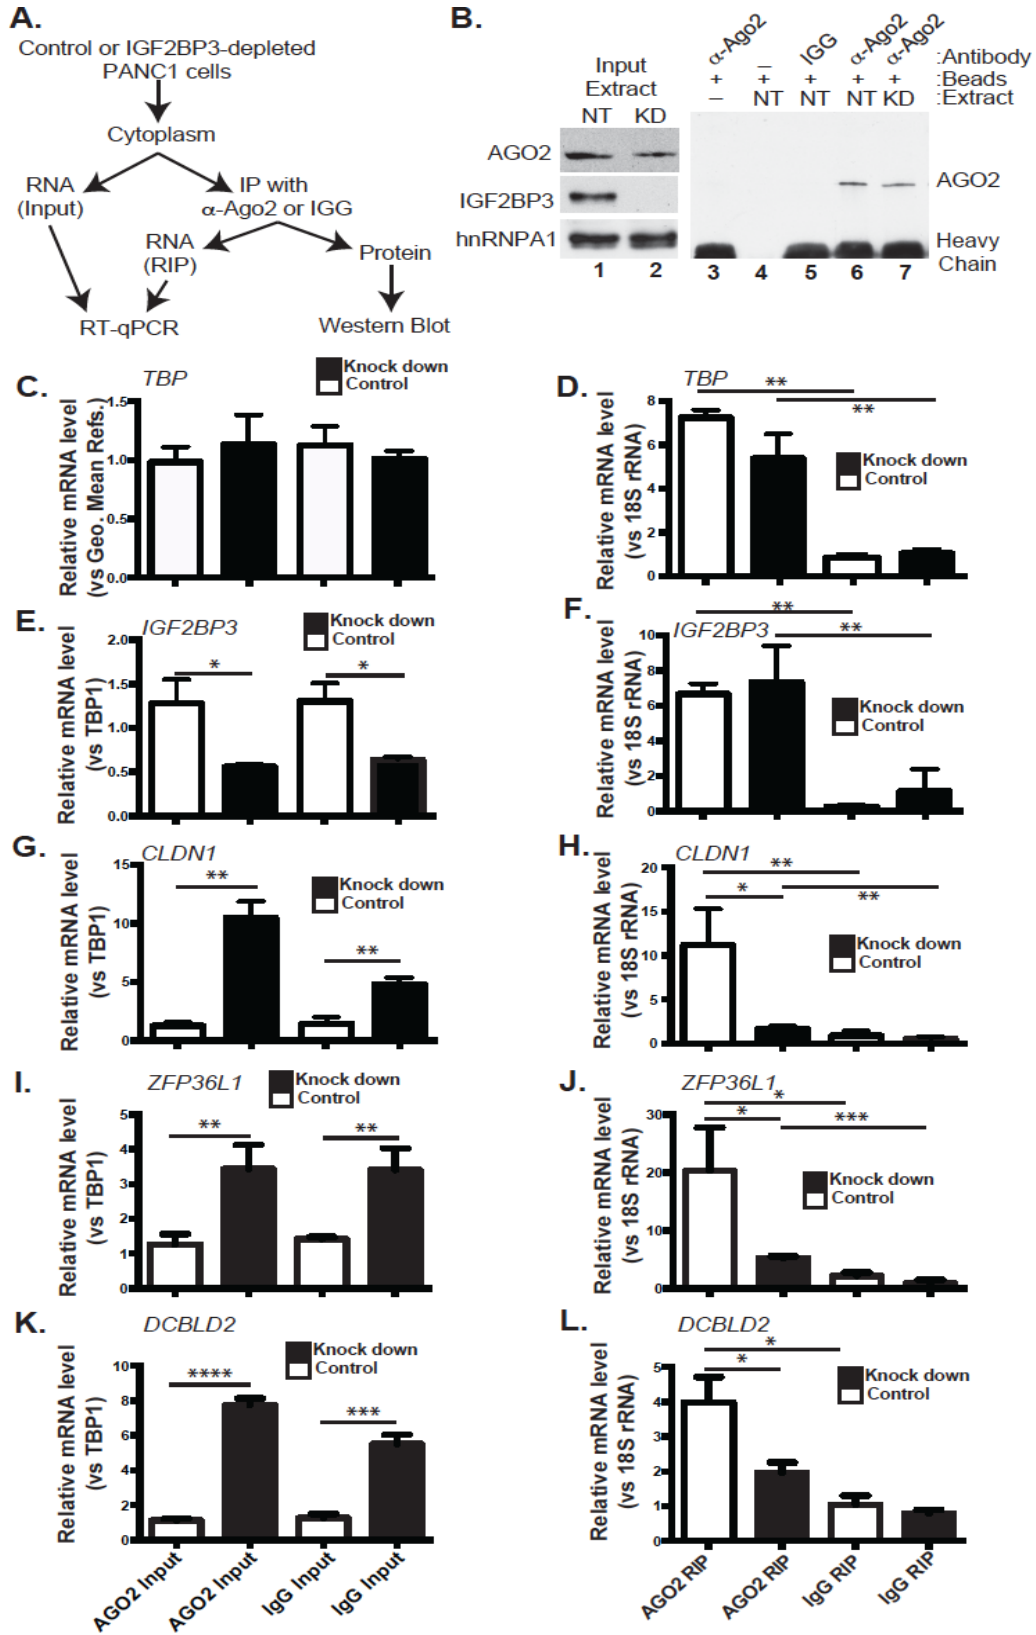 A.
Control or IGF2BP3-depleted
PANC1 cells
Cytoplasm
RNA
(Input)
IP with
α-Ago2 or IGG
RNA
(RIP)
Protein
RT-qPCR
Western Blot
B.
Input
Extract
NT KD
α-Ago2 – IGG α-Ago2 α-Ago2 :Antibody
+ + + + + :Beads
– NT NT NT KD :Extract
AGO2
IGF2BP3
hnRNPA1
AGO2
Heavy
Chain
1 2 3 4 5 6 7
C.
TBP
Knock down
Control
Relative mRNA level
(vs Geo. Mean Refs.)
1.5
1.0
0.5
0.0
D.
TBP
**
**
Knock down
Control
Relative mRNA level
(vs 18S rRNA)
8
6
4
2
0
E.
IGF2BP3
Knock down
Control
* *
Relative mRNA level
(vs TBP1)
2.0
1.5
1.0
0.5
0.0
F.
IGF2BP3
**
**
Knock down
Control
Relative mRNA level
(vs 18S rRNA)
10
8
6
4
2
0
G.
CLDN1
Knock down
Control
**
**
Relative mRNA level
(vs TBP1)
15
10
5
0
H.
CLDN1
**
* **
Knock down
Control
Relative mRNA level
(vs 18S rRNA)
20
15
10
5
0
I.
ZFP36L1
Knock down
Control
** **
Relative mRNA level
(vs TBP1)
5
4
3
2
1
0
J.
ZFP36L1
*
* ***
Knock down
Control
Relative mRNA level
(vs 18S rRNA)
30
20
10
0
K.
DCBLD2
Knock down
Control
****
***
Relative mRNA level
(vs TBP1)
10
8
6
4
2
0
AGO2 Input
AGO2 Input
IgG Input
IgG Input
L.
DCBLD2
*
*
Knock down
Control
Relative mRNA level
(vs 18S rRNA)
5
4
3
2
1
0
AGO2 RIP
AGO2 RIP
IgG RIP
IgG RIP